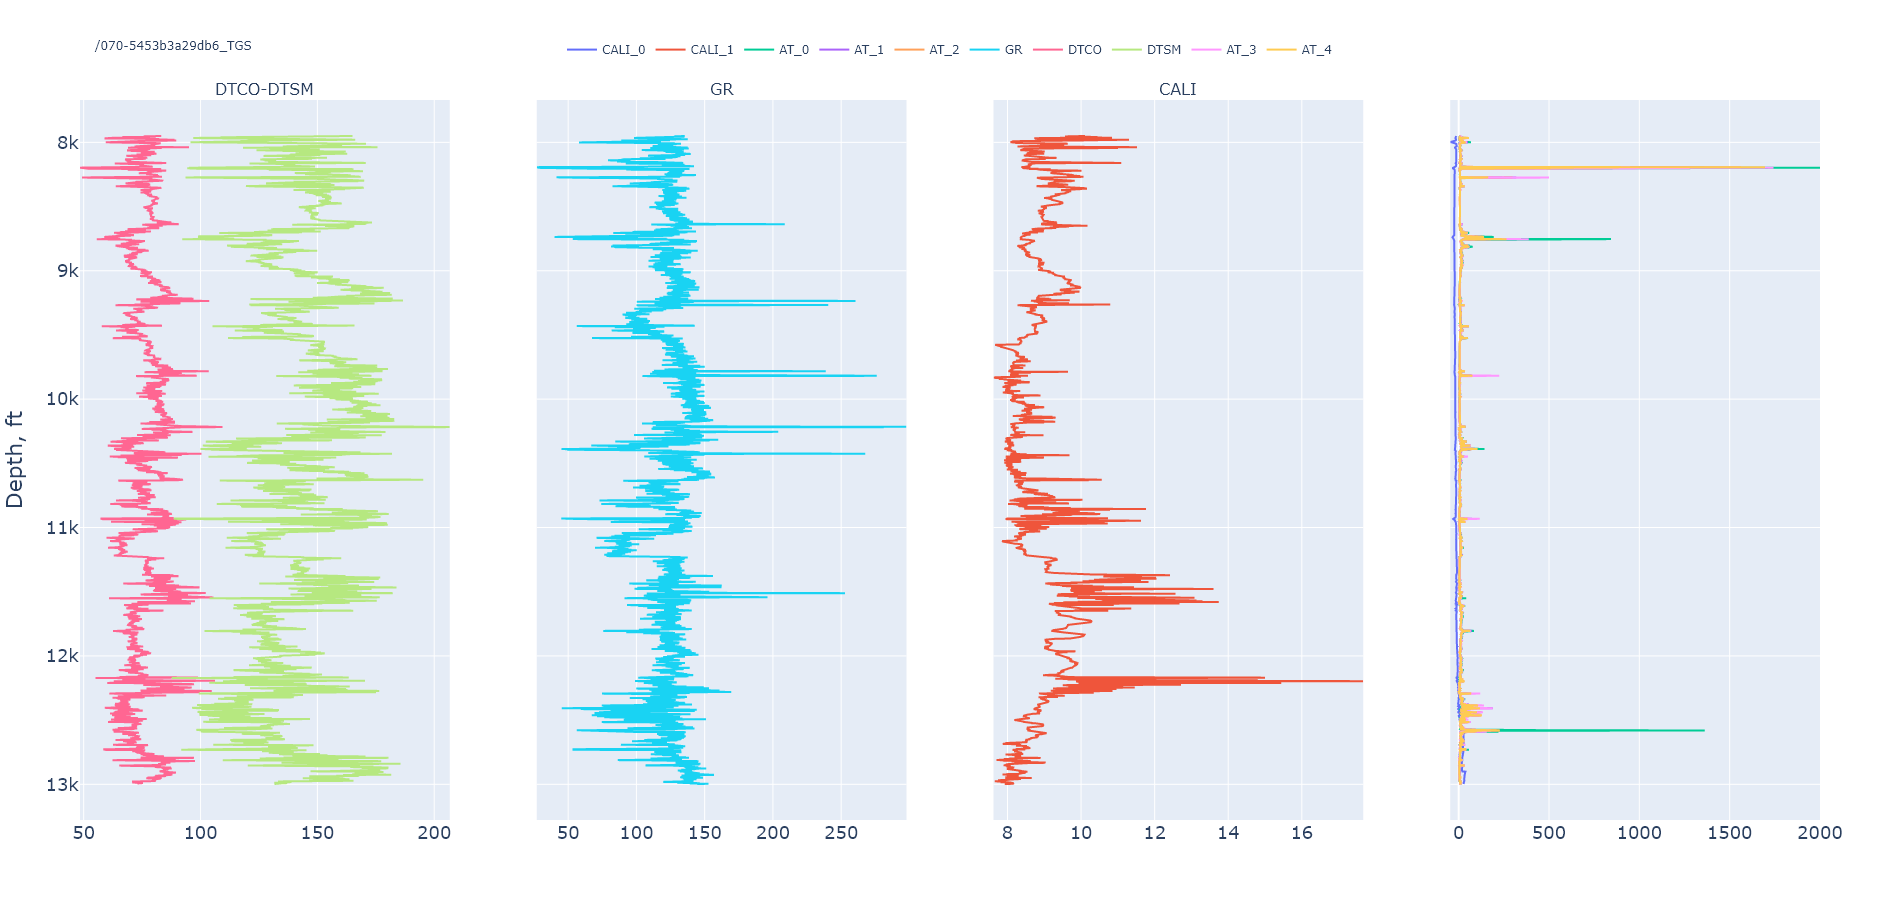 /070-5453b3a29db6_TGS
CALI_0 CALI_1 AT_0 AT_1 AT_2 GR DTCO DTSM AT_3 AT_4
DTCO-DTSM GR CALI
Depth, ft
8k
9k
10k
11k
12k
13k
50 100 150 200
50 100 150 200 250
8 10 12 14 16
0 500 1000 1500 2000